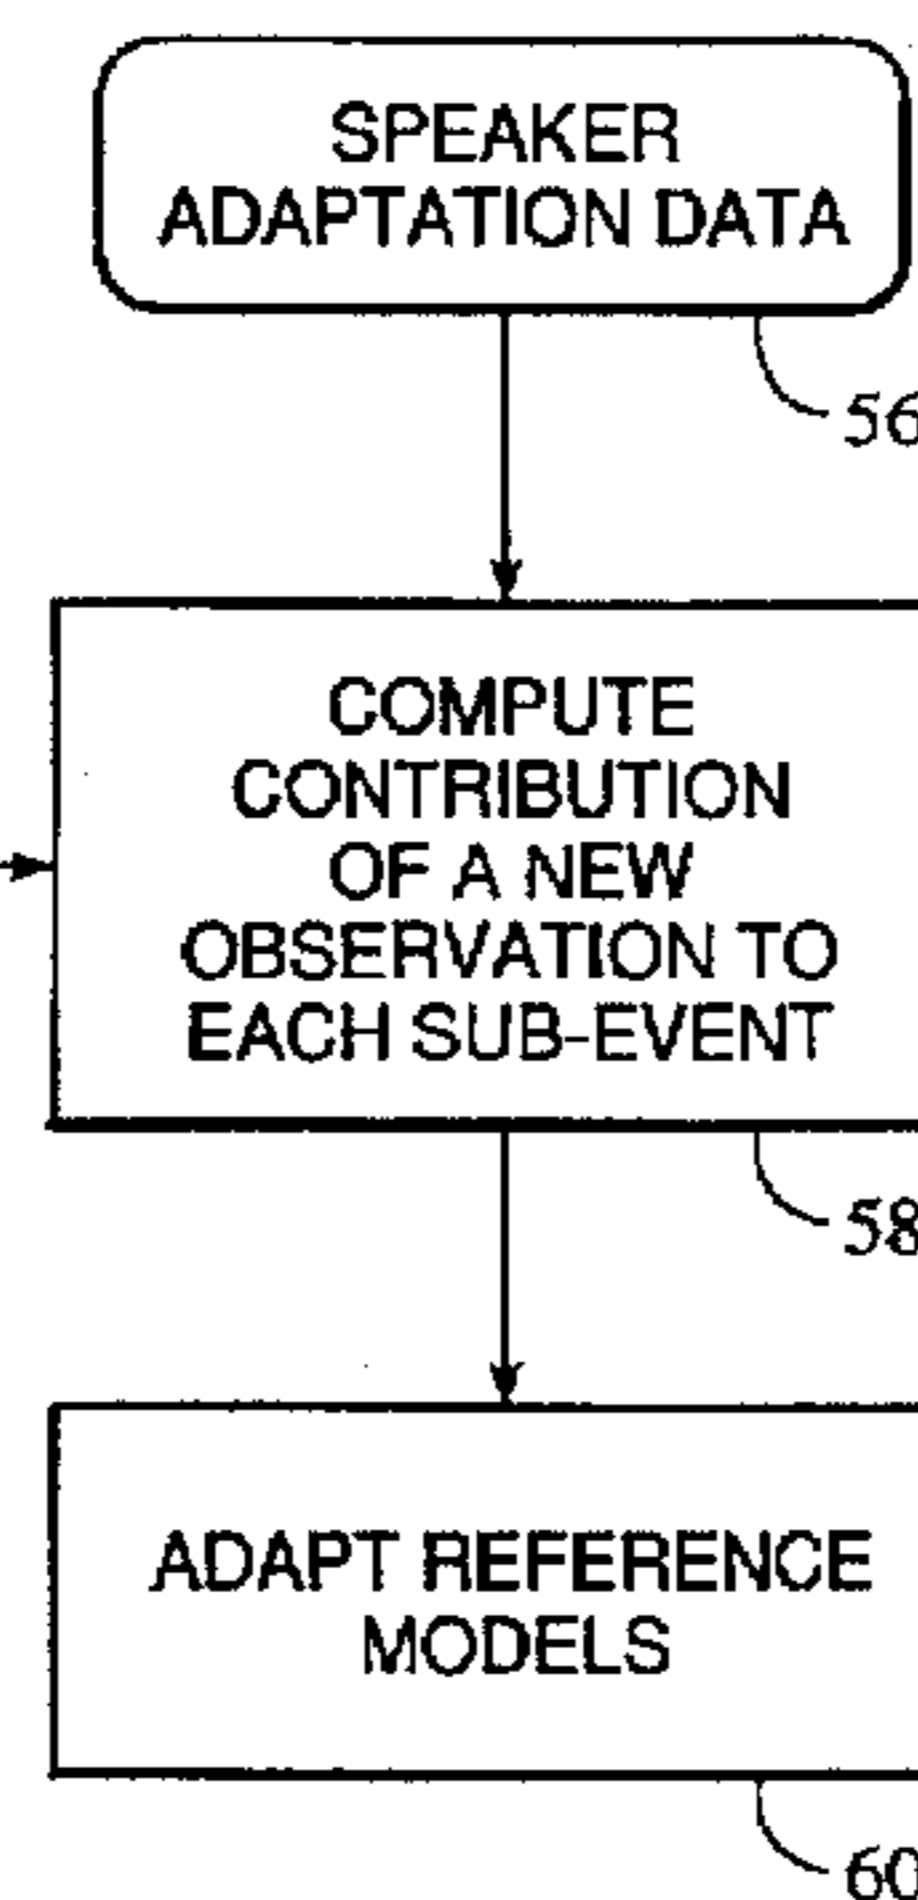 SPEAKER
ADAPTATION DATA
56
COMPUTE
CONTRIBUTION
OF A NEW
OBSERVATION TO
EACH SUB-EVENT
58
ADAPT REFERENCE
MODELS
60